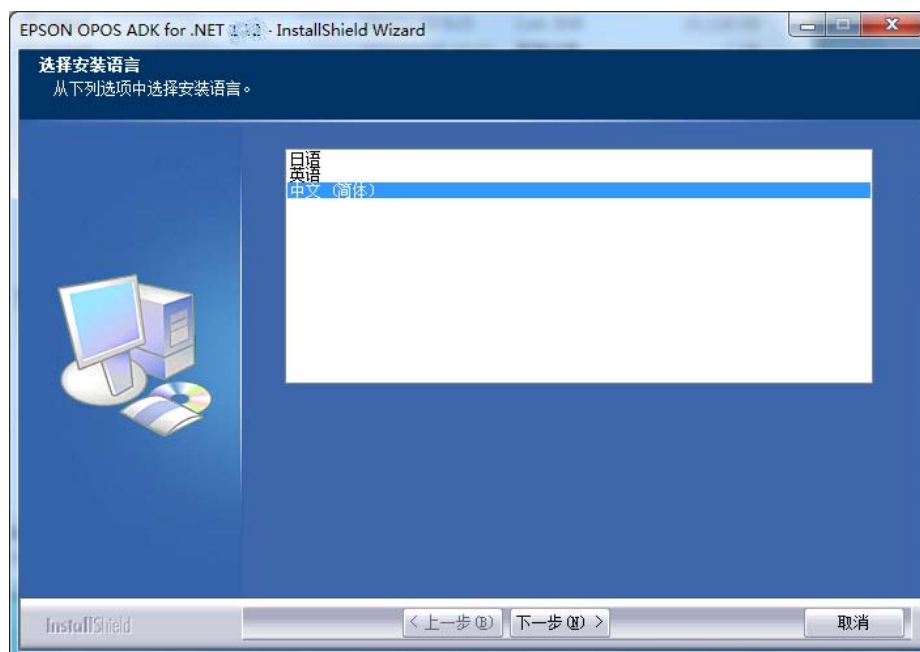 EPSON OPOS ADK for .NET - InstallShield Wizard
选择安装语言
从下列选项中选择安装语言。
日语
英语
中文 (简体)
InstallShield
< 上一步(B)
下一步(N) >
取消